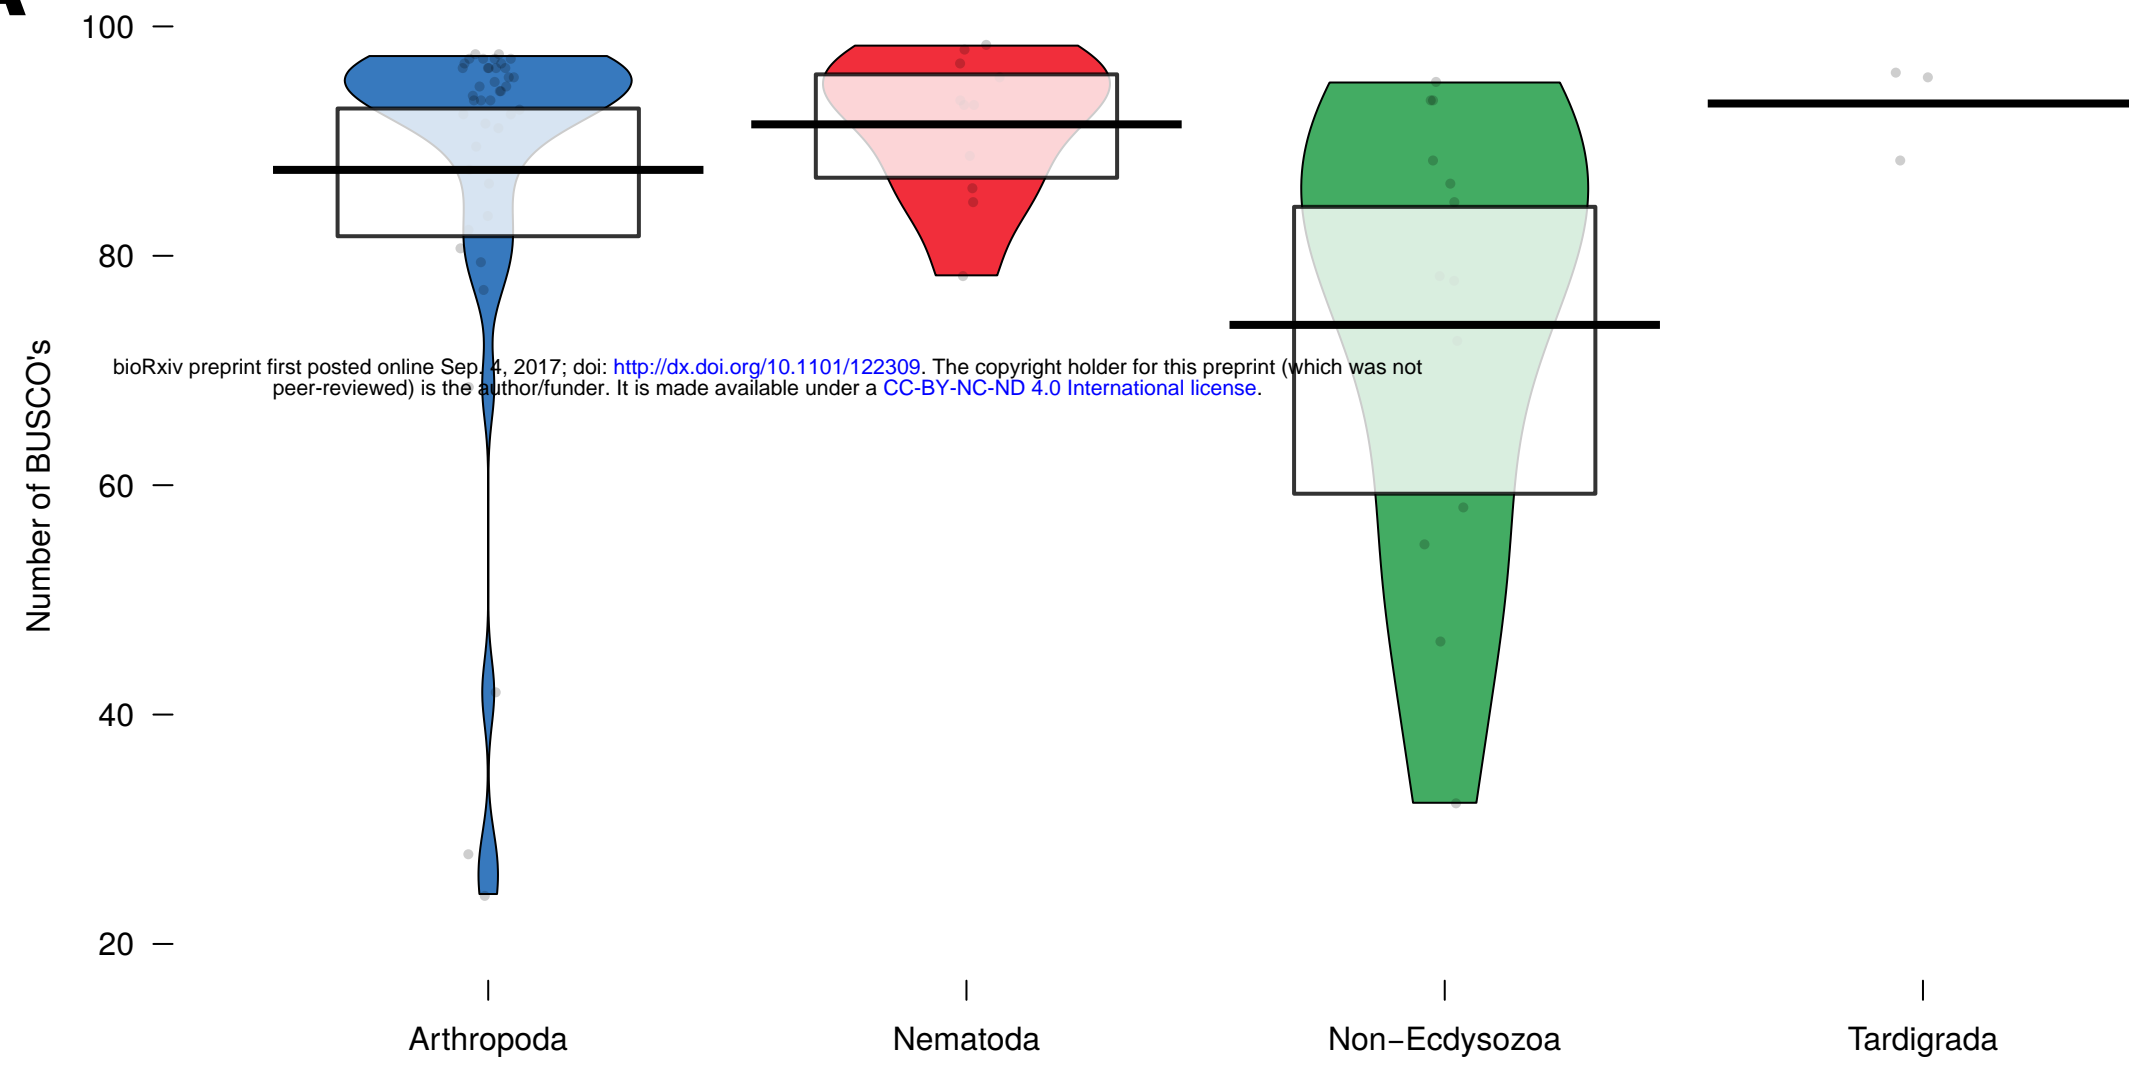 100
80
60
40
20
Number of BUSCO's
bioRxiv preprint first posted online Sep. 4, 2017; doi: http://dx.doi.org/10.1101/122309. The copyright holder for this preprint (which was not
peer-reviewed) is the author/funder. It is made available under a CC-BY-NC-ND 4.0 International license.
Arthropoda
Nematoda
Non−Ecdysozoa
Tardigrada